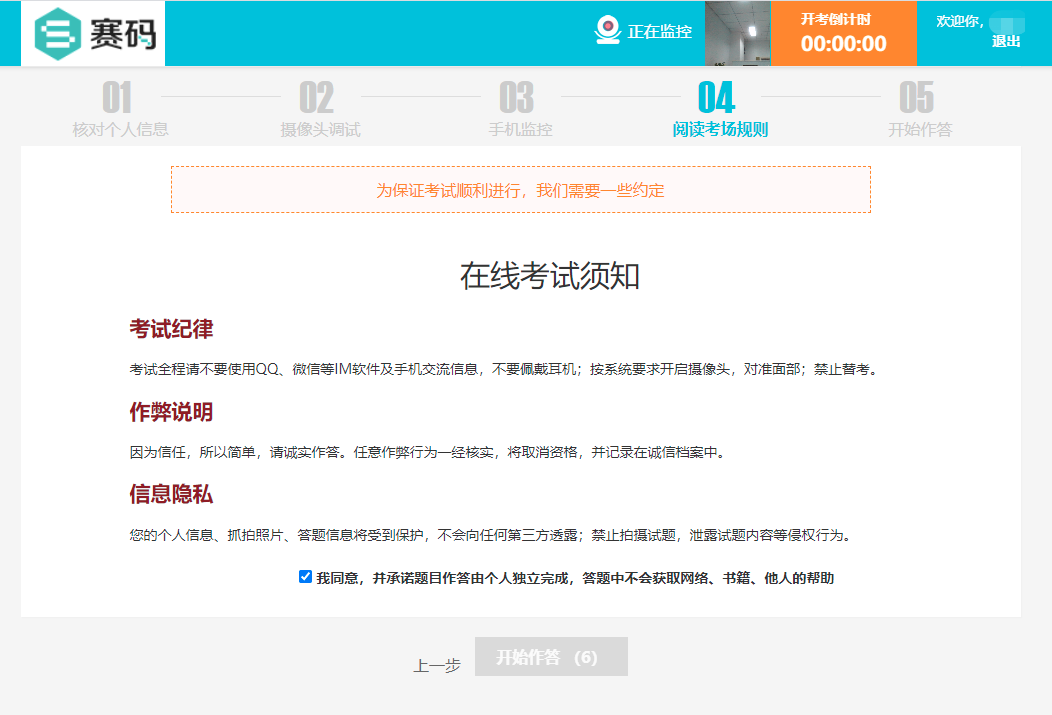 赛码
正在监控
开考倒计时
00:00:00
欢迎你,
退出
01
02
03
04
05
核对个人信息
摄像头调试
手机监控
阅读考场规则
开始作答
为保证考试顺利进行，我们需要一些约定
在线考试须知
考试纪律
考试全程请不要使用QQ、微信等IM软件及手机交流信息，不要佩戴耳机；按系统要求开启摄像头，对准面部；禁止替考。
作弊说明
因为信任，所以简单，请诚实作答。任意作弊行为一经核实，将取消资格，并记录在诚信档案中。
信息隐私
您的个人信息、抓拍照片、答题信息将受到保护，不会向任何第三方透露；禁止拍摄试题，泄露试题内容等侵权行为。
我同意，并承诺题目作答由个人独立完成，答题中不会获取网络、书籍、他人的帮助
上一步
开始作答 (6)